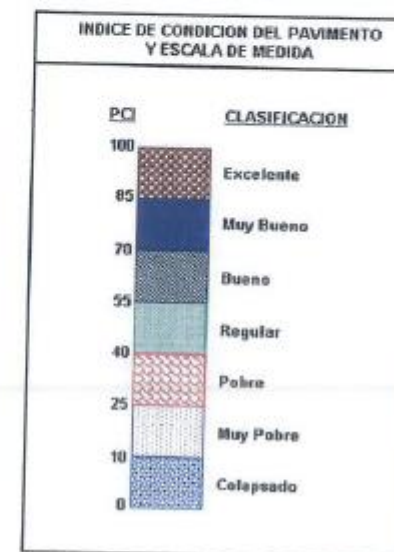 INDICE DE CONDICION DEL PAVIMENTO
Y ESCALA DE MEDIDA
PCI CLASIFICACION
100
Excelente
85
Muy Bueno
70
Bueno
55
Regular
40
Pobre
25
Muy Pobre
10
Colapsado
0